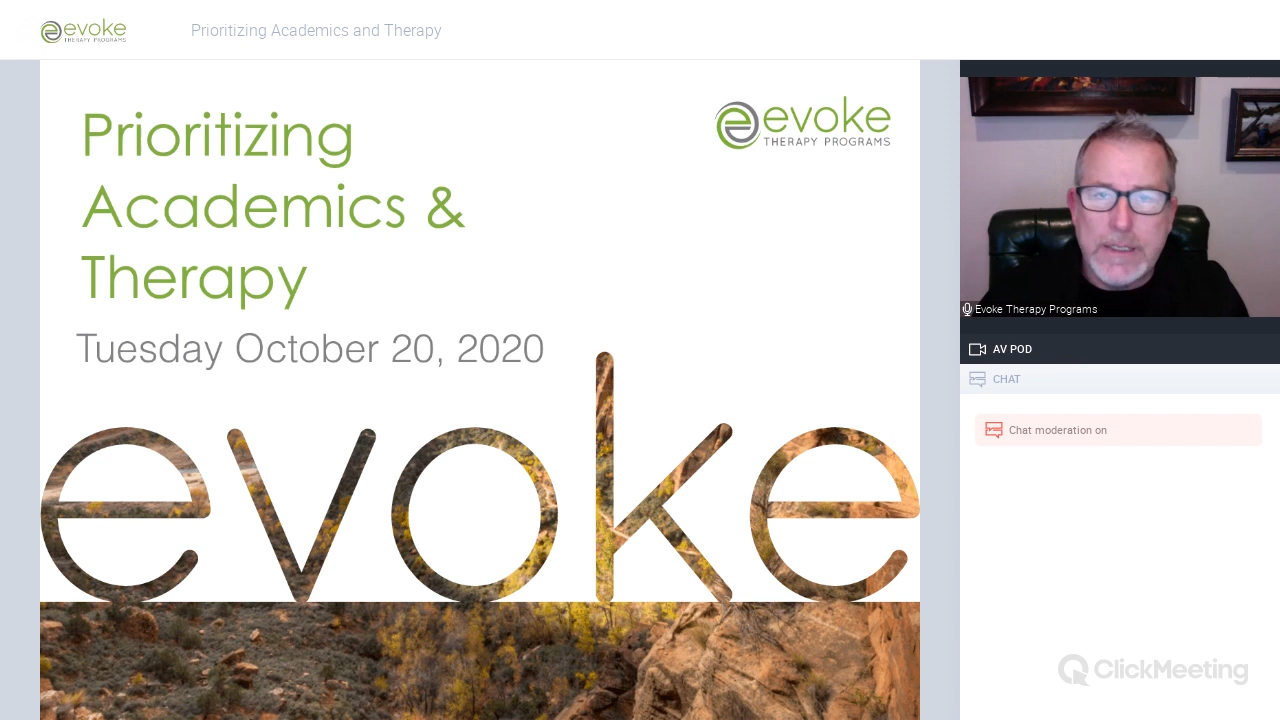 evoke
THERAPY PROGRAMS
Prioritizing Academics and Therapy
Prioritizing
Academics &
Therapy
evoke
THERAPY PROGRAMS
Tuesday October 20, 2020
evoke
Evoke Therapy Programs
AV POD
CHAT
Chat moderation on
ClickMeeting